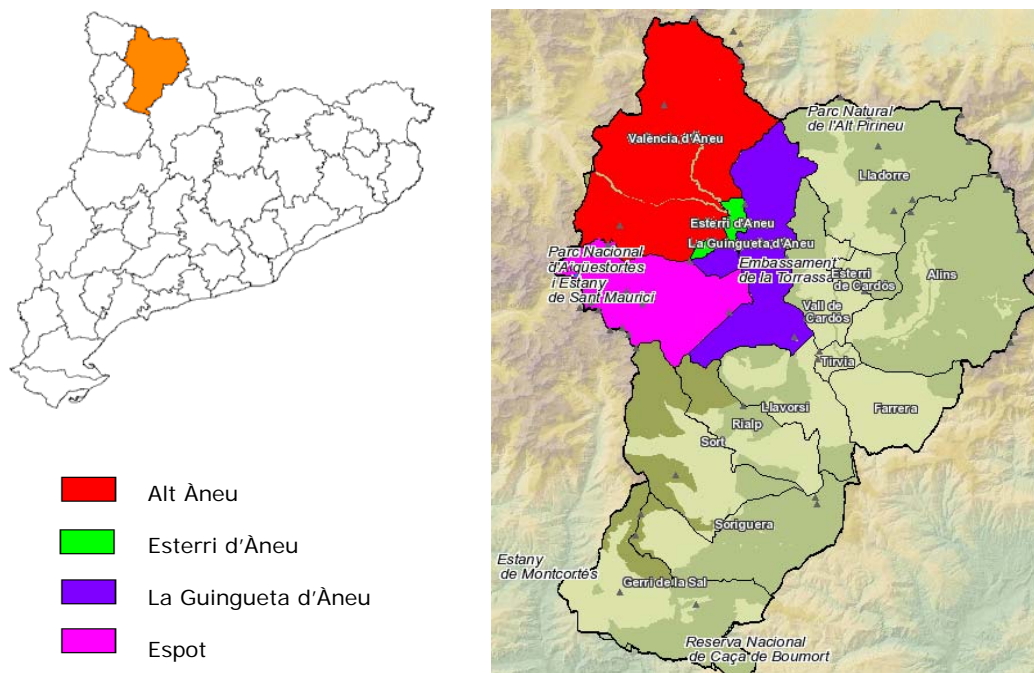 Alt Àneu
Esterri d'Àneu
La Guingueta d'Àneu
Espot
Parc Natural
de l'Alt Pirineu
València d'Àneu
Lladorre
Esterri d'Àneu
La Guingueta d'Àneu
Parc Nacional
d'Aiguestortes
i Estany
de Sant Maurici
Embassament
de la Torrassa
Esterri
de Cardós
Alins
Vall de
Cardós
Tírvia
Llavorsí
Farrera
Rialp
Sort
Soriguera
Estany
de Montcortés
Gerri de la Sal
Reserva Nacional
de Caça de Boumort